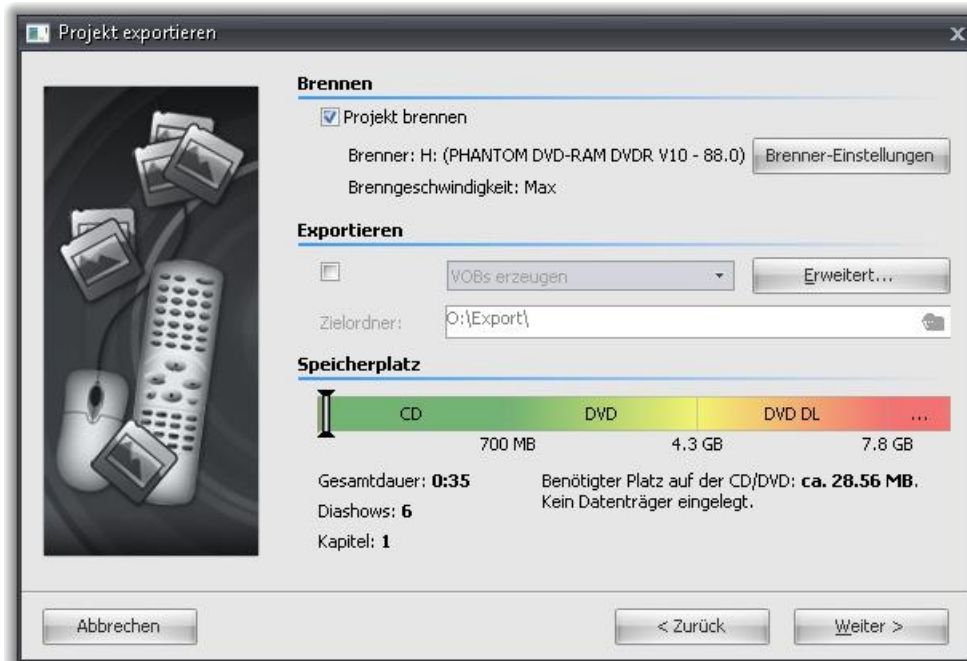 Projekt exportieren
Brennen
Projekt brennen
Brenner: H: (PHANTOM DVD-RAM DVDR V10 - 88.0)
Brenner-Einstellungen
Brenngeschwindigkeit: Max
Exportieren
VOBs erzeugen
Erweitert...
Zielordner:
O:\Export\
Speicherplatz
CD DVD DVD DL ...
700 MB 4.3 GB 7.8 GB
Gesamtdauer: 0:35
Diashows: 6
Kapitel: 1
Benötigter Platz auf der CD/DVD: ca. 28.56 MB.
Kein Datenträger eingelegt.
Abbrechen
< Zurück
Weiter >